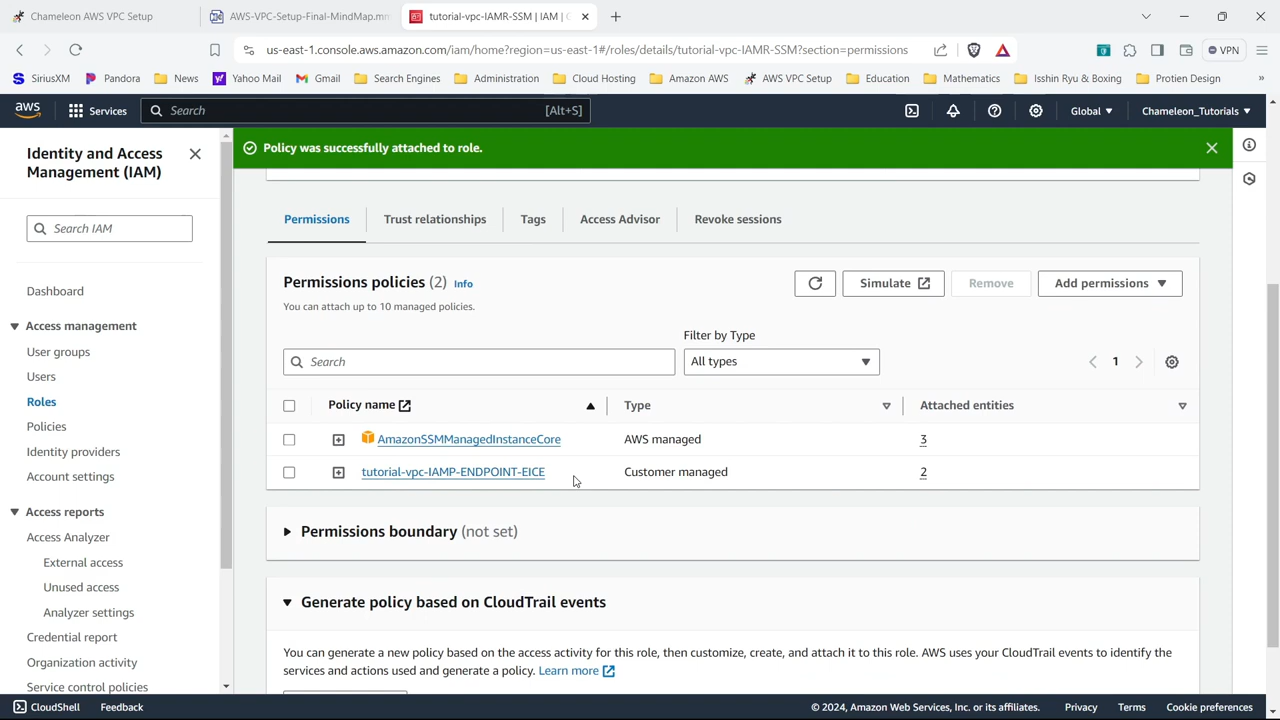 Chameleon AWS VPC Setup
AWS-VPC-Setup-Final-MindMap.mn
tutorial-vpc-IAMR-SSM | IAM | G
us-east-1.console.aws.amazon.com/iam/home?region=us-east-1#/roles/details/tutorial-vpc-IAMR-SSM?section=permissions
VPN
SiriusXM
Pandora
News
Yahoo Mail
Gmail
Search Engines
Administration
Cloud Hosting
Amazon AWS
AWS VPC Setup
Education
Mathematics
Isshin Ryu & Boxing
Protien Design
»
aws
Services
Search
[Alt+S]
Global
Chameleon_Tutorials
Identity and Access
Management (IAM)
Search IAM
Dashboard
Access management
User groups
Users
Roles
Policies
Identity providers
Account settings
Access reports
Access Analyzer
External access
Unused access
Analyzer settings
Credential report
Organization activity
Service control policies
Policy was successfully attached to role.
Permissions
Trust relationships
Tags
Access Advisor
Revoke sessions
Permissions policies (2) Info
You can attach up to 10 managed policies.
Simulate
Remove
Add permissions
Filter by Type
Search
All types
1
Policy name
Type
Attached entities
AmazonSSMManagedInstanceCore
AWS managed
3
tutorial-vpc-IAMP-ENDPOINT-EICE
Customer managed
2
Permissions boundary (not set)
Generate policy based on CloudTrail events
You can generate a new policy based on the access activity for this role, then customize, create, and attach it to this role. AWS uses your CloudTrail events to identify the
services and actions used and generate a policy. Learn more
CloudShell
Feedback
© 2024, Amazon Web Services, Inc. or its affiliates.
Privacy
Terms
Cookie preferences